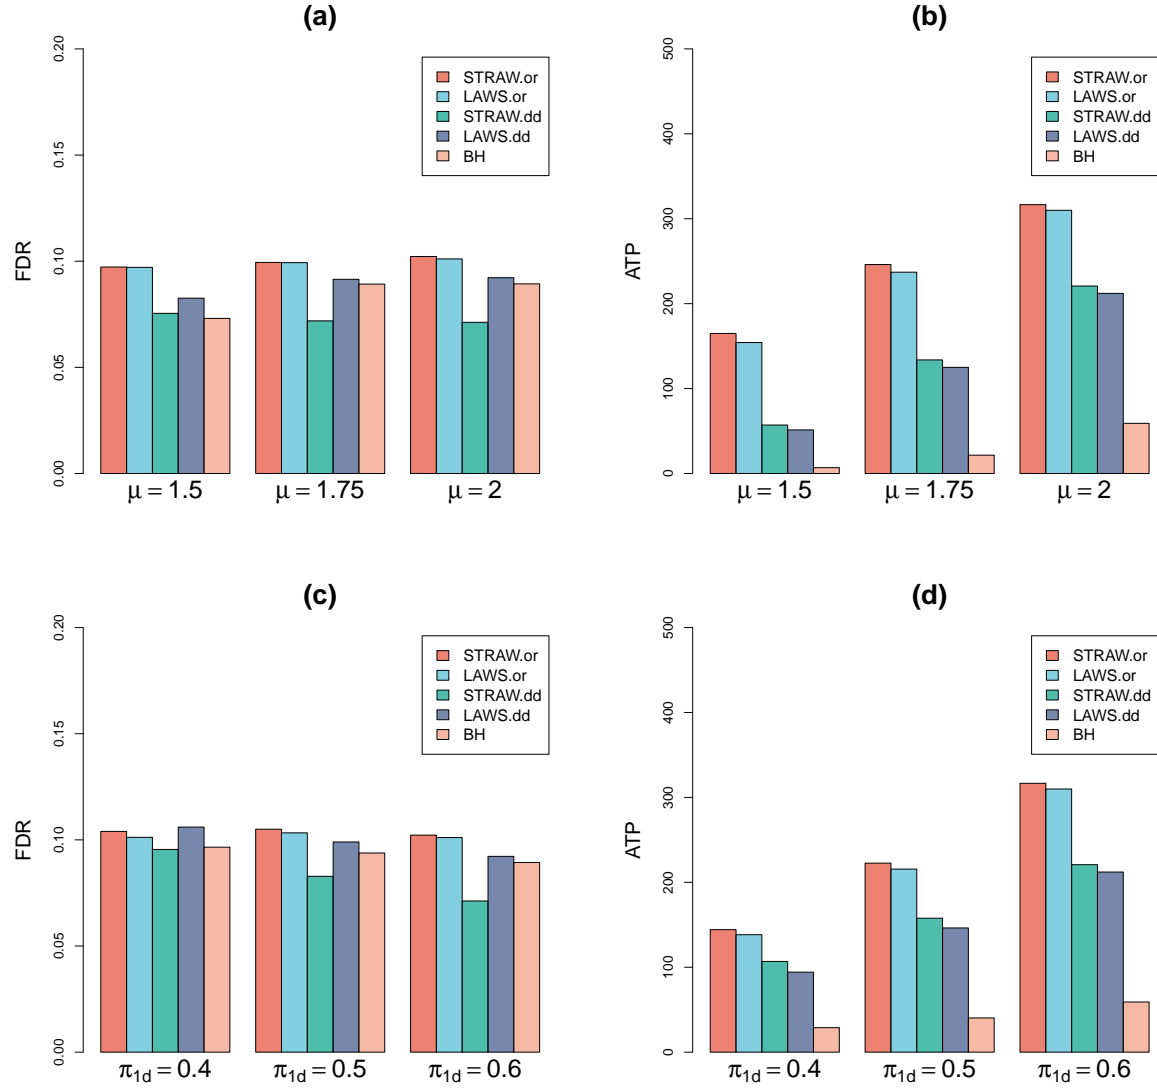 (a)
FDR
0.00
0.05
0.10
0.15
0.20
STRAW.or
LAWS.or
STRAW.dd
LAWS.dd
BH
μ = 1.5
μ = 1.75
μ = 2
(b)
ATP
0
100
200
300
400
500
STRAW.or
LAWS.or
STRAW.dd
LAWS.dd
BH
μ = 1.5
μ = 1.75
μ = 2
(c)
FDR
0.00
0.05
0.10
0.15
0.20
STRAW.or
LAWS.or
STRAW.dd
LAWS.dd
BH
π1d = 0.4
π1d = 0.5
π1d = 0.6
(d)
ATP
0
100
200
300
400
500
STRAW.or
LAWS.or
STRAW.dd
LAWS.dd
BH
π1d = 0.4
π1d = 0.5
π1d = 0.6